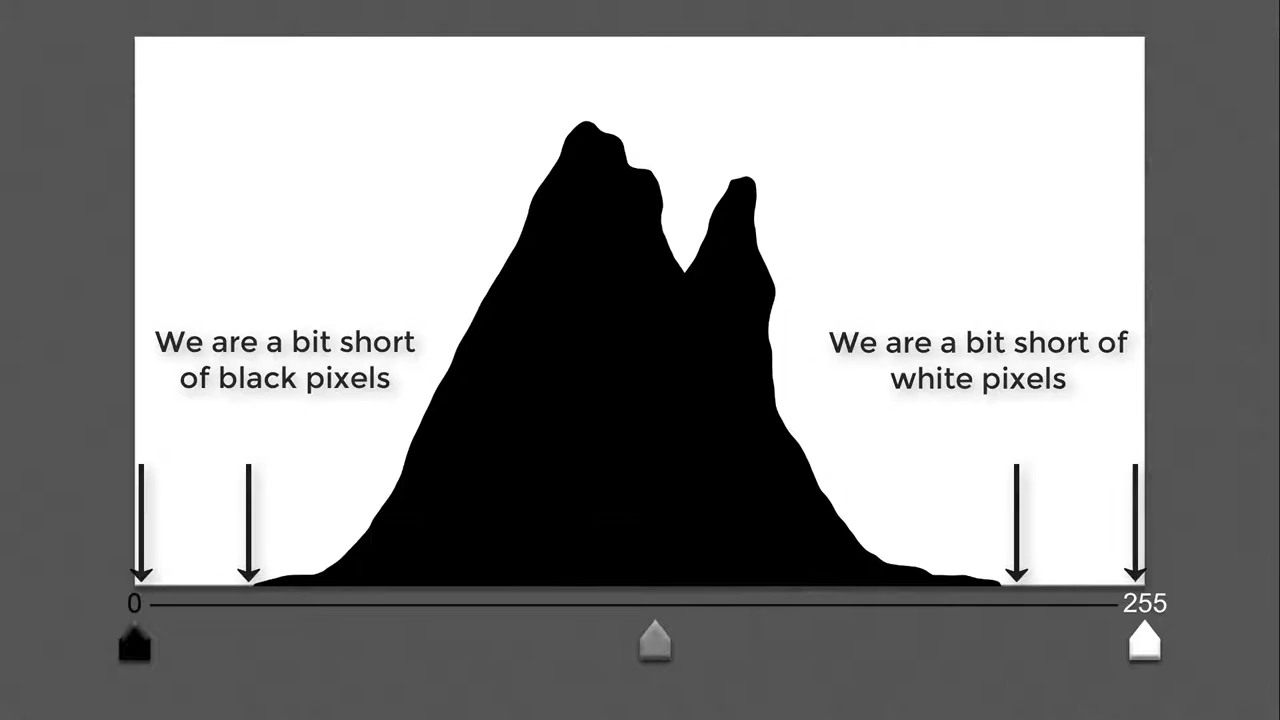 We are a bit short
of black pixels
We are a bit short of
white pixels
0
255